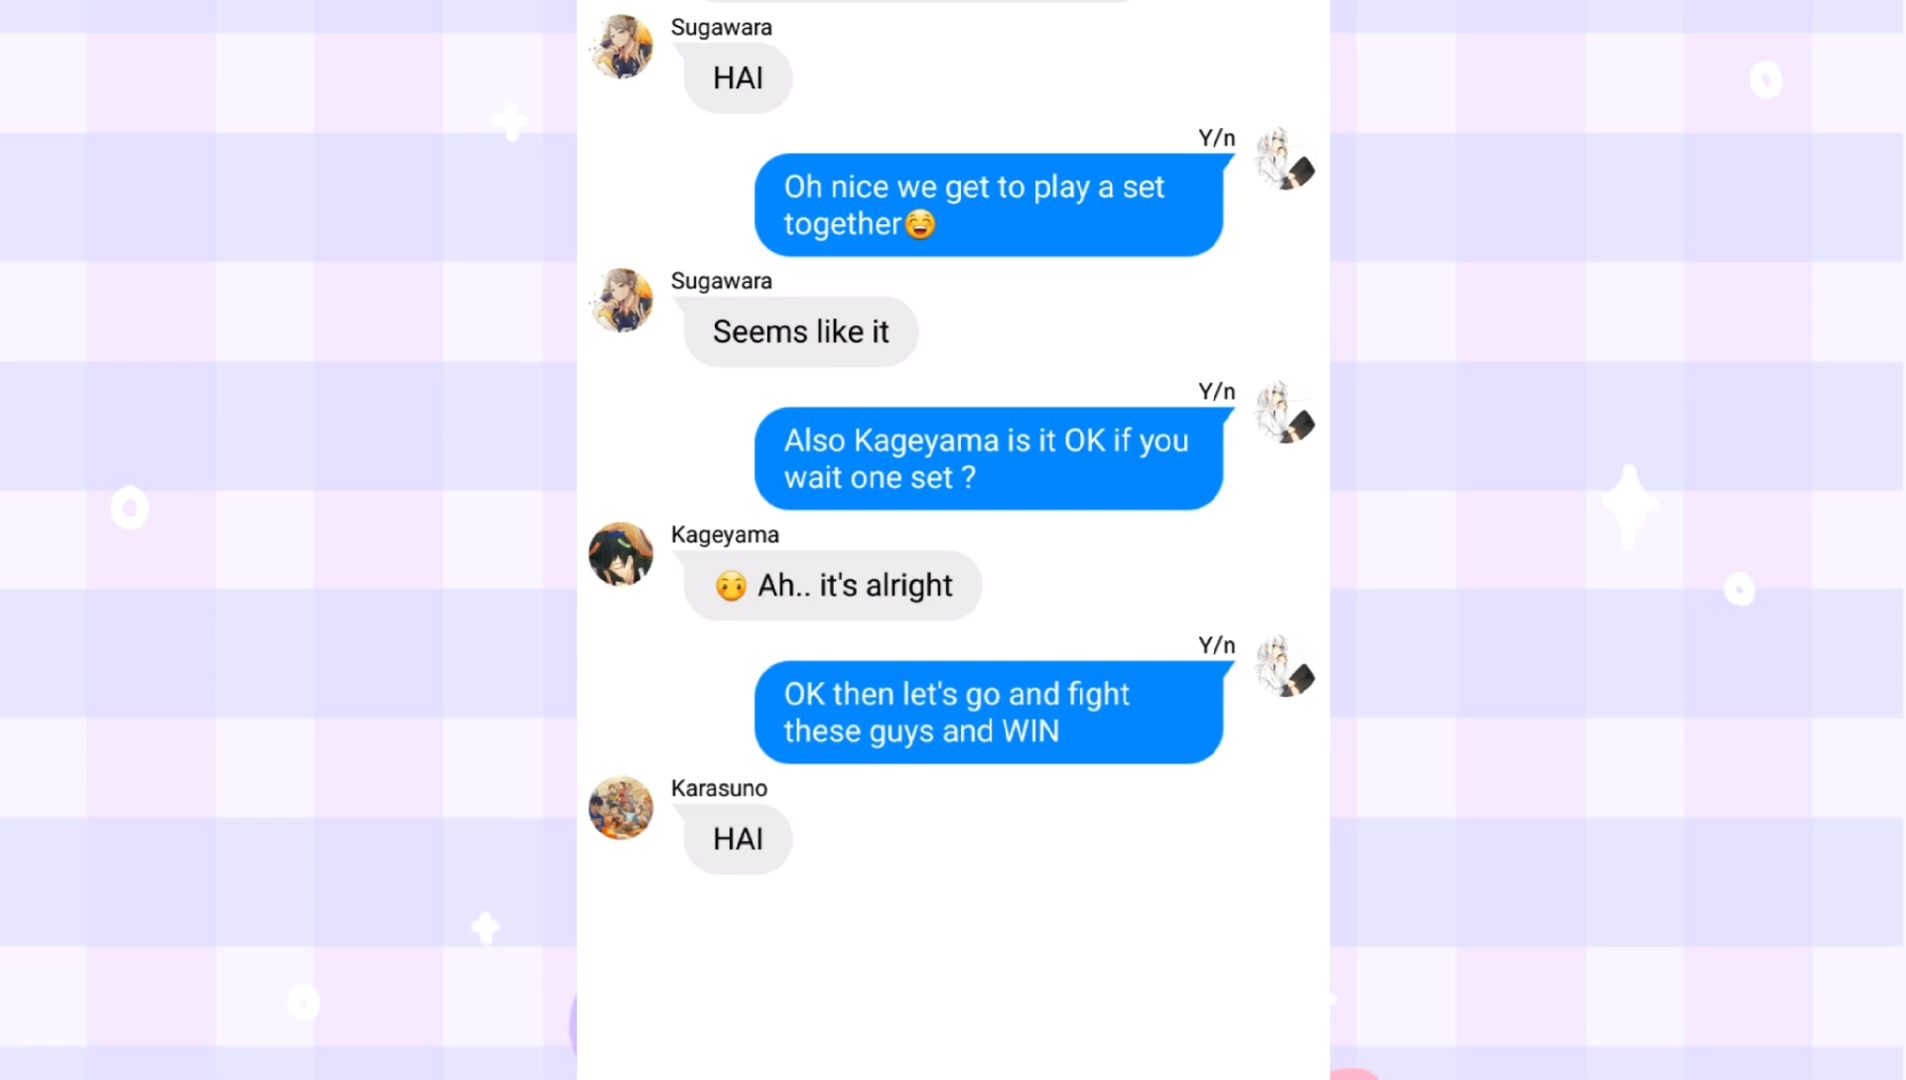 Sugawara
HAI
Y/n
Oh nice we get to play a set
together😁
Sugawara
Seems like it
Y/n
Also Kageyama is it OK if you
wait one set ?
Kageyama
😶 Ah.. it's alright
Y/n
OK then let's go and fight
these guys and WIN
Karasuno
HAI